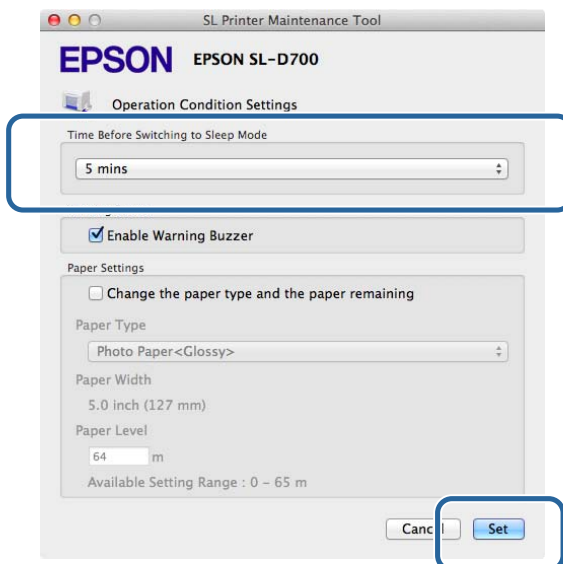 SL Printer Maintenance Tool
EPSON EPSON SL-D700
Operation Condition Settings
Time Before Switching to Sleep Mode
5 mins
Enable Warning Buzzer
Paper Settings
Change the paper type and the paper remaining
Paper Type
Photo Paper<Glossy>
Paper Width
5.0 inch (127 mm)
Paper Level
64 m
Available Setting Range : 0 – 65 m
Set